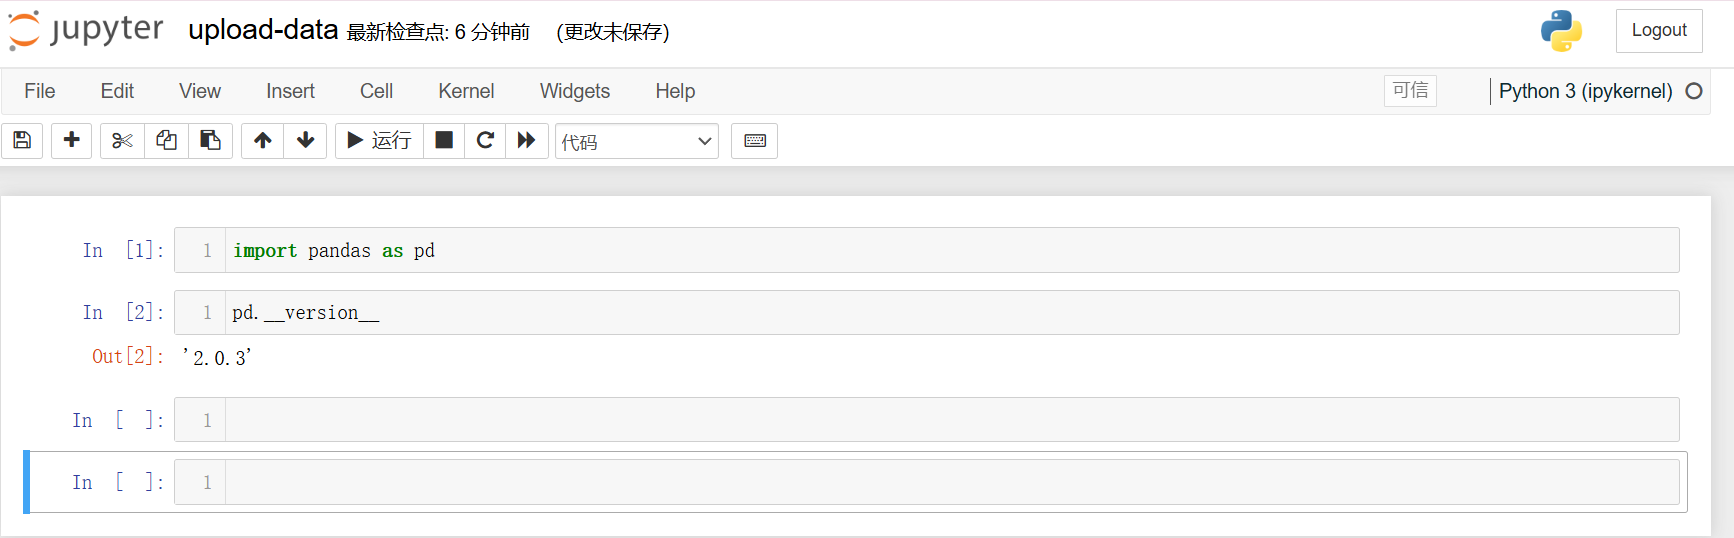 jupyter upload-data 最新检查点: 6 分钟前 (更改未保存) Logout
File Edit View Insert Cell Kernel Widgets Help 可信 Python 3 (ipykernel)
运行 代码
In [1]: 1 import pandas as pd
In [2]: 1 pd.__version__
Out[2]: '2.0.3'
In [ ]: 1
In [ ]: 1